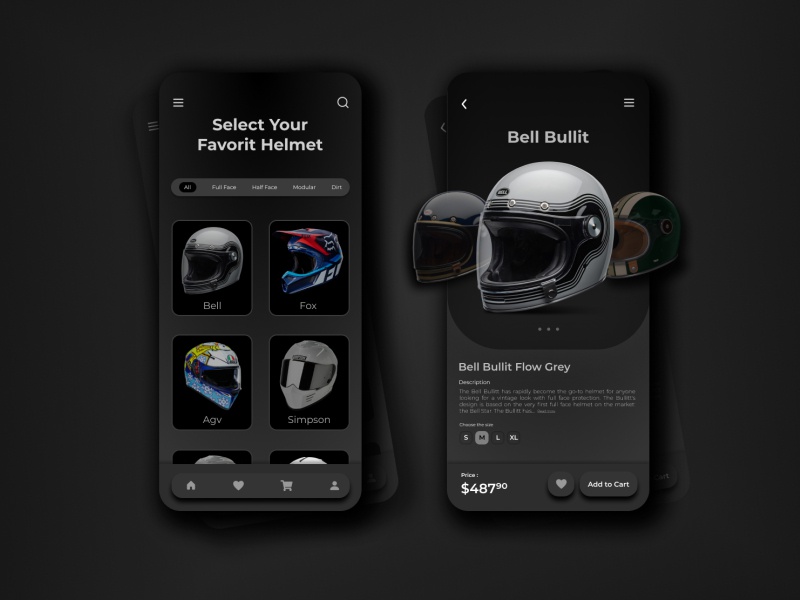 Select Your
Favorit Helmet
All Full Face Half Face Modular Dirt
Bell Fox
Agv Simpson
Bell Bullit
Bell Bullit Flow Grey
Description
The Bell Bullitt has rapidly become the go-to helmet for anyone
looking for a vintage look with full face protection. The Bullitt's
design is based on the very first full face helmet on the market:
the Bell Star. The Bullitt has... Read more
Choose the size
S M L XL
Price :
$487⁹⁰
Add to Cart